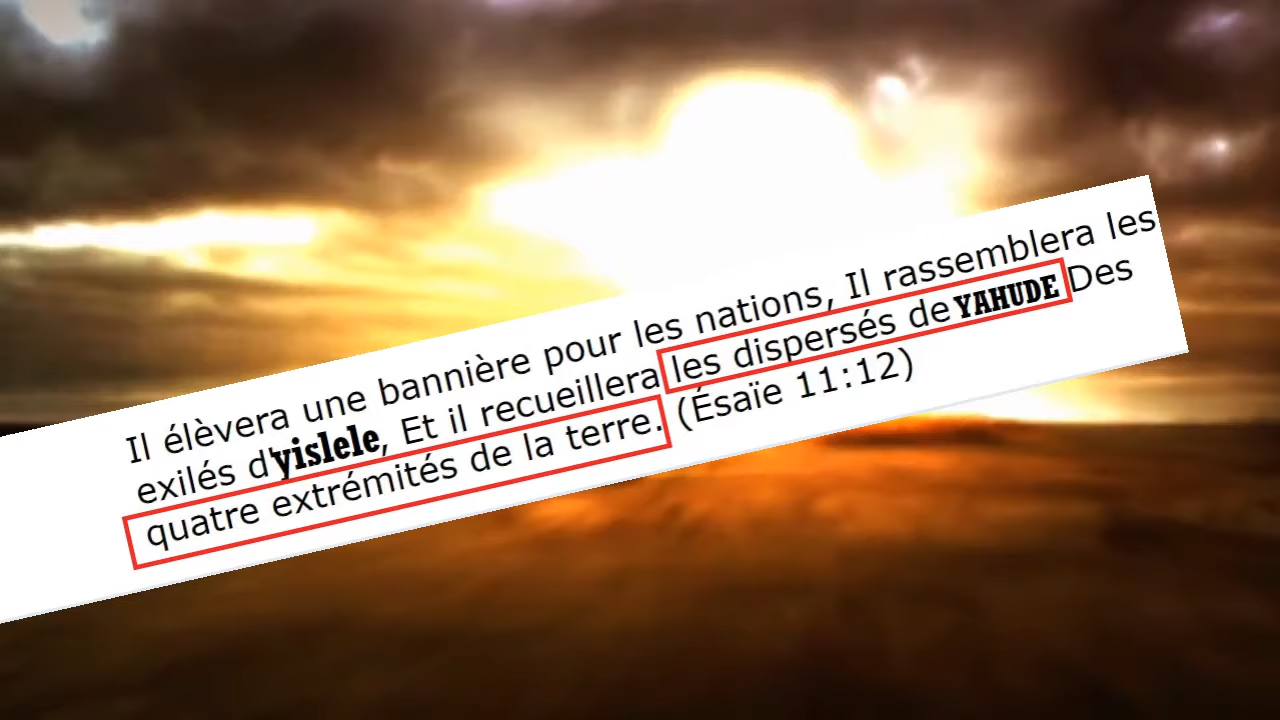 Il élèvera une bannière pour les nations, Il rassemblera les
exilés d'yislele, Et il recueillera les dispersés de YAHUDE Des
quatre extrémités de la terre. (Ésaïe 11:12)